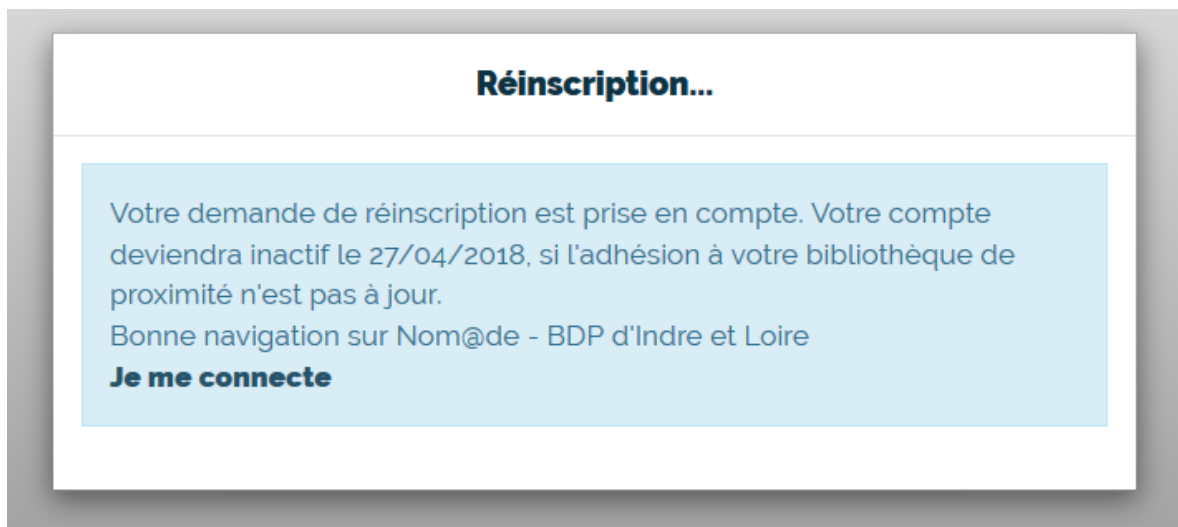 Réinscription...
Votre demande de réinscription est prise en compte. Votre compte
deviendra inactif le 27/04/2018, si l'adhésion à votre bibliothèque de
proximité n'est pas à jour.
Bonne navigation sur Nom@de - BDP d'Indre et Loire
Je me connecte